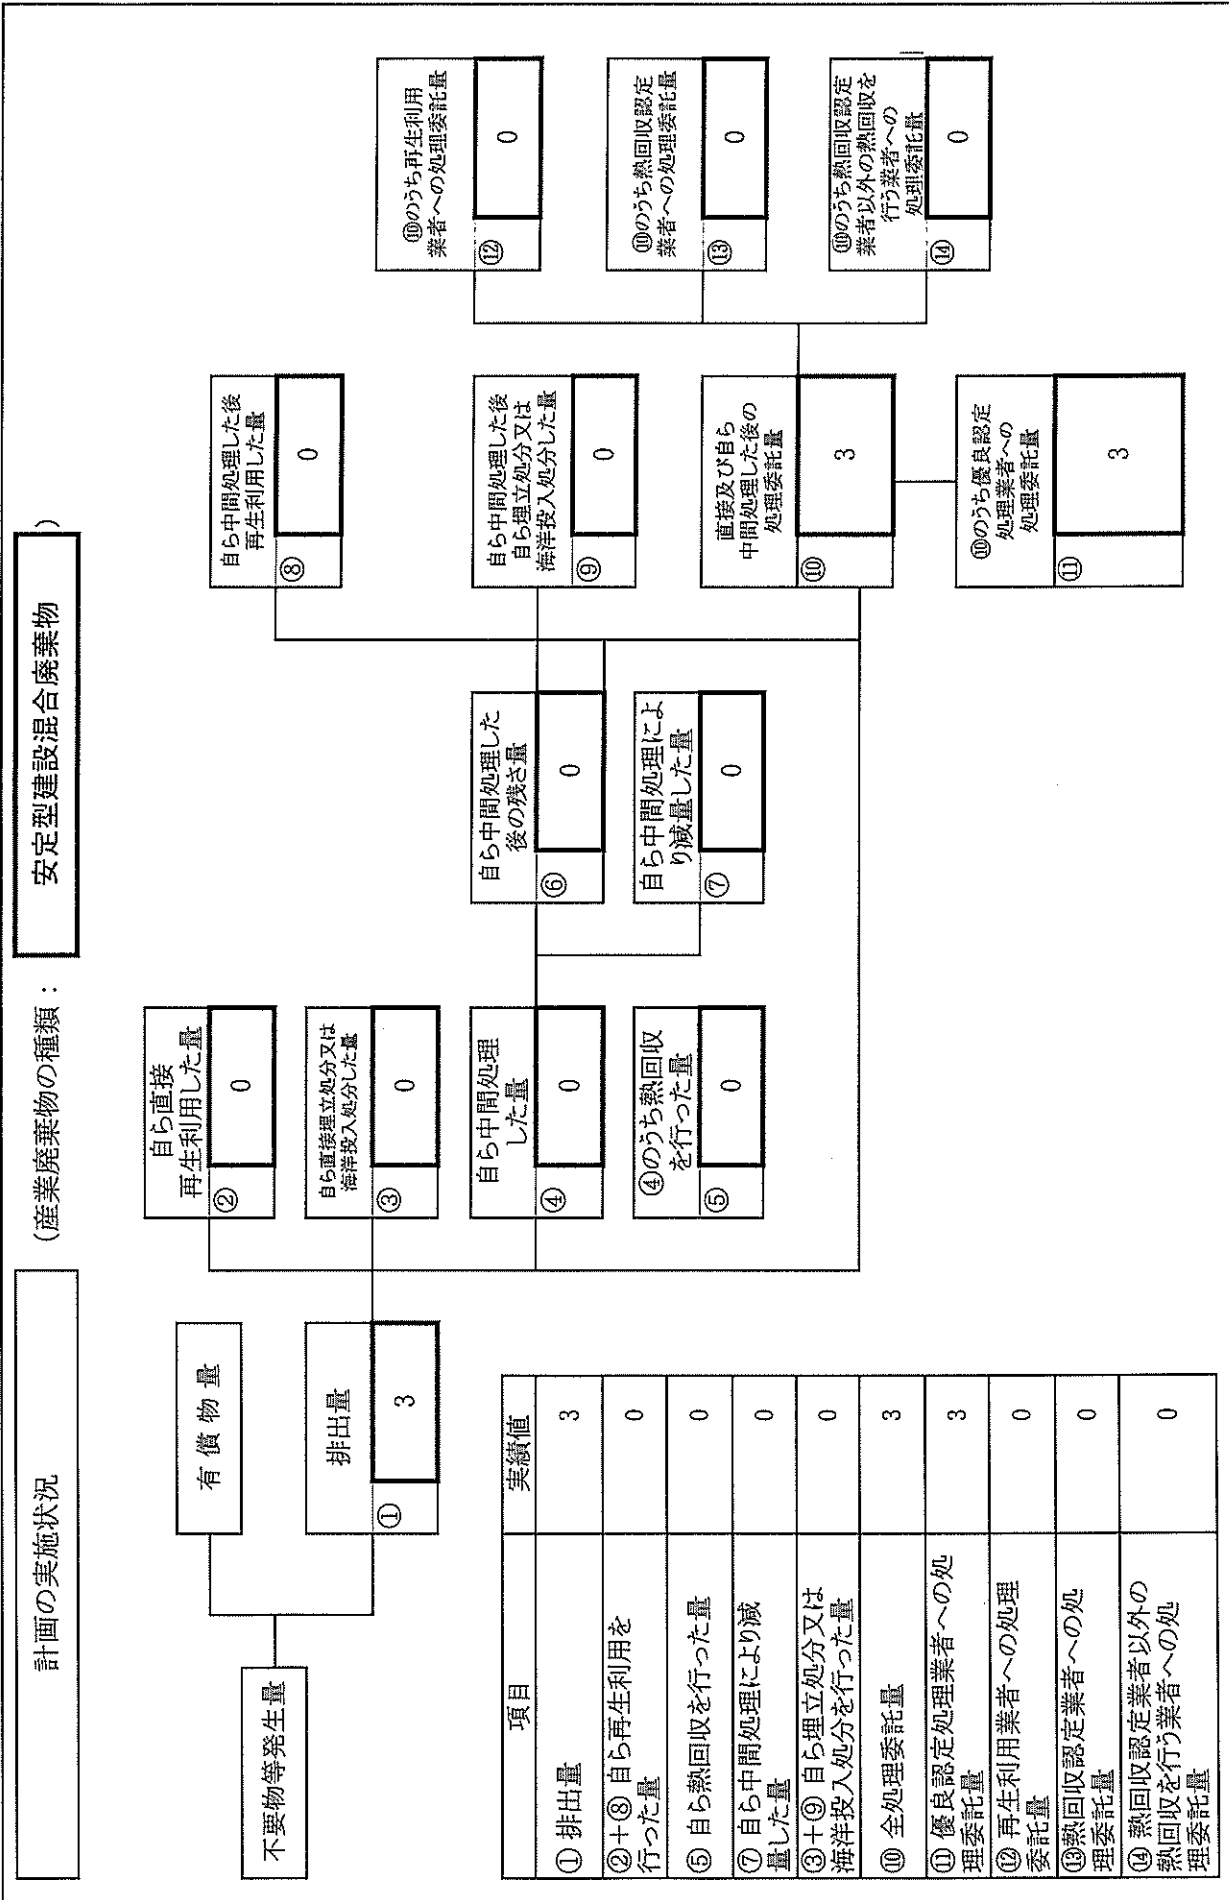 計画の実施状況
(産業廃棄物の種類：
安定型建設混合廃棄物
)
不要物等発生量
有償物量
排出量
①
3
自ら直接
再生利用した量
②
0
自ら直接埋立処分又は
海洋投入処分した量
③
0
自ら中間処理
した量
④
0
④のうち熱回収
を行った量
⑤
0
自ら中間処理した
後の残さ量
⑥
0
自ら中間処理によ
り減量した量
⑦
0
自ら中間処理した後
再生利用した量
⑧
0
自ら中間処理した後
自ら埋立処分又は
海洋投入処分した量
⑨
0
直接及び自ら
中間処理した後の
処理委託量
⑩
3
⑩のうち優良認定
処理業者への
処理委託量
⑪
3
⑩のうち再生利用
業者への処理委託量
⑫
0
⑩のうち熱回収認定
業者への処理委託量
⑬
0
⑩のうち熱回収認定
業者以外の熱回収を
行う業者への
処理委託量
⑭
0
項目 実績値
① 排出量 3
②+⑧ 自ら再生利用を
行った量 0
⑤ 自ら熱回収を行った量 0
⑦ 自ら中間処理により減
量した量 0
③+⑨ 自ら埋立処分又は
海洋投入処分を行った量 0
⑩ 全処理委託量 3
⑪ 優良認定処理業者への処
理委託量 3
⑫ 再生利用業者への処理
委託量 0
⑬熱回収認定業者への処
理委託量 0
⑭ 熱回収認定業者以外の
熱回収を行う業者への処
理委託量 0